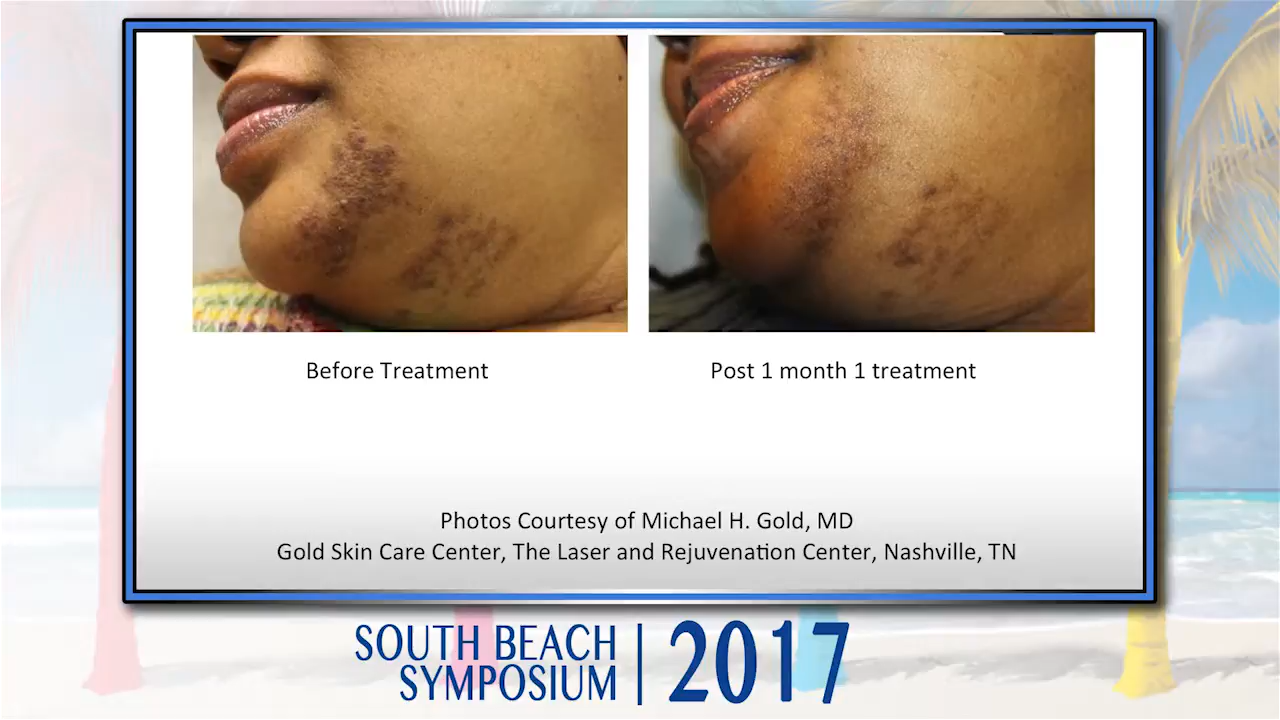 Before Treatment
Post 1 month 1 treatment
Photos Courtesy of Michael H. Gold, MD
Gold Skin Care Center, The Laser and Rejuvenation Center, Nashville, TN
SOUTH BEACH
SYMPOSIUM
2017